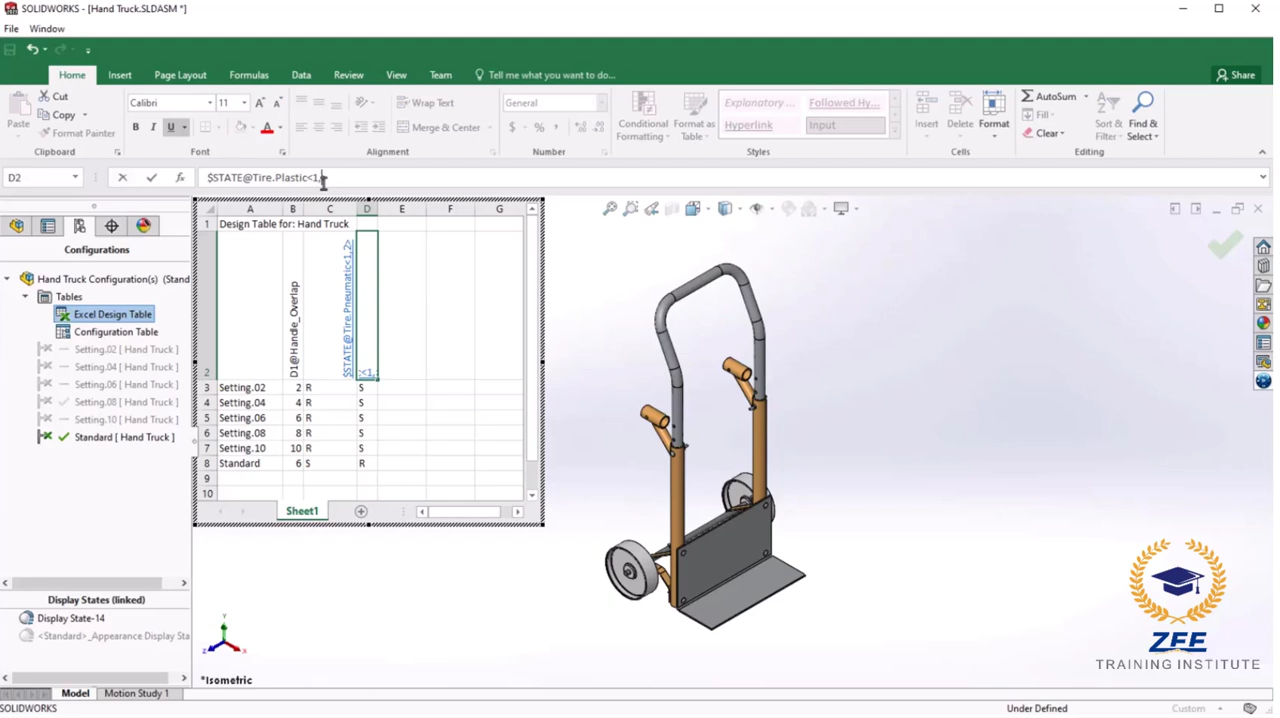 SOLIDWORKS - [Hand Truck.SLDASM *]
File Window
Home Insert Page Layout Formulas Data Review View Team Tell me what you want to do... Share
Paste
Cut
Copy
Format Painter
Clipboard
Calibri 11 A A
B I U A
Font
Wrap Text
Merge & Center
Alignment
General
$ % ,
Number
Conditional Formatting
Format as Table
Explanatory ... Followed Hy...
Hyperlink Input
Styles
Insert Delete Format
Cells
AutoSum
Fill
Clear
Sort & Filter
Find & Select
Editing
D2 fx $STATE@Tire.Plastic<1,
Configurations
Hand Truck Configuration(s) (Stand
Tables
Excel Design Table
Configuration Table
Setting.02 [ Hand Truck ]
Setting.04 [ Hand Truck ]
Setting.06 [ Hand Truck ]
Setting.08 [ Hand Truck ]
Setting.10 [ Hand Truck ]
Standard [ Hand Truck ]
Display States (linked)
Display State-14
<Standard>_Appearance Display Sta
A B C D E F G
1 Design Table for: Hand Truck
2 D1@Handle_Overlap $STATE@Tire.Pneumatic<1,2> :<1,
3 Setting.02 2 R S
4 Setting.04 4 R S
5 Setting.06 6 R S
6 Setting.08 8 R S
7 Setting.10 10 R S
8 Standard 6 S R
9
10
Sheet1
Y
Z X
*Isometric
ZFEE
TRAINING INSTITUTE
Model Motion Study 1
SOLIDWORKS Under Defined Custom